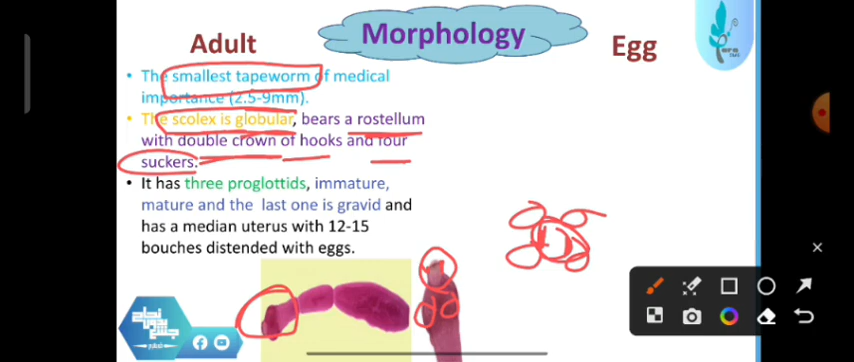 Morphology
Adult
Egg
• The smallest tapeworm of medical
importance (2.5-9mm).
• The scolex is globular, bears a rostellum
with double crown of hooks and four
suckers.
• It has three proglottids, immature,
mature and the last one is gravid and
has a median uterus with 12-15
bouches distended with eggs.